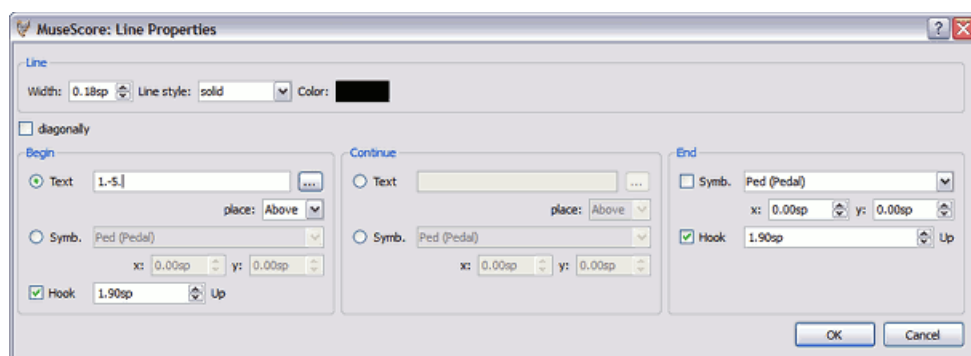 MuseScore: Line Properties
Line
Width: 0.18sp Line style: solid Color:
diagonally
Begin
Text 1.-5.
...
place: Above
Symb. Ped (Pedal)
x: 0.00sp y: 0.00sp
Hook 1.90sp Up
Continue
Text
...
place: Above
Symb. Ped (Pedal)
x: 0.00sp y: 0.00sp
End
Symb. Ped (Pedal)
x: 0.00sp y: 0.00sp
Hook 1.90sp Up
OK Cancel